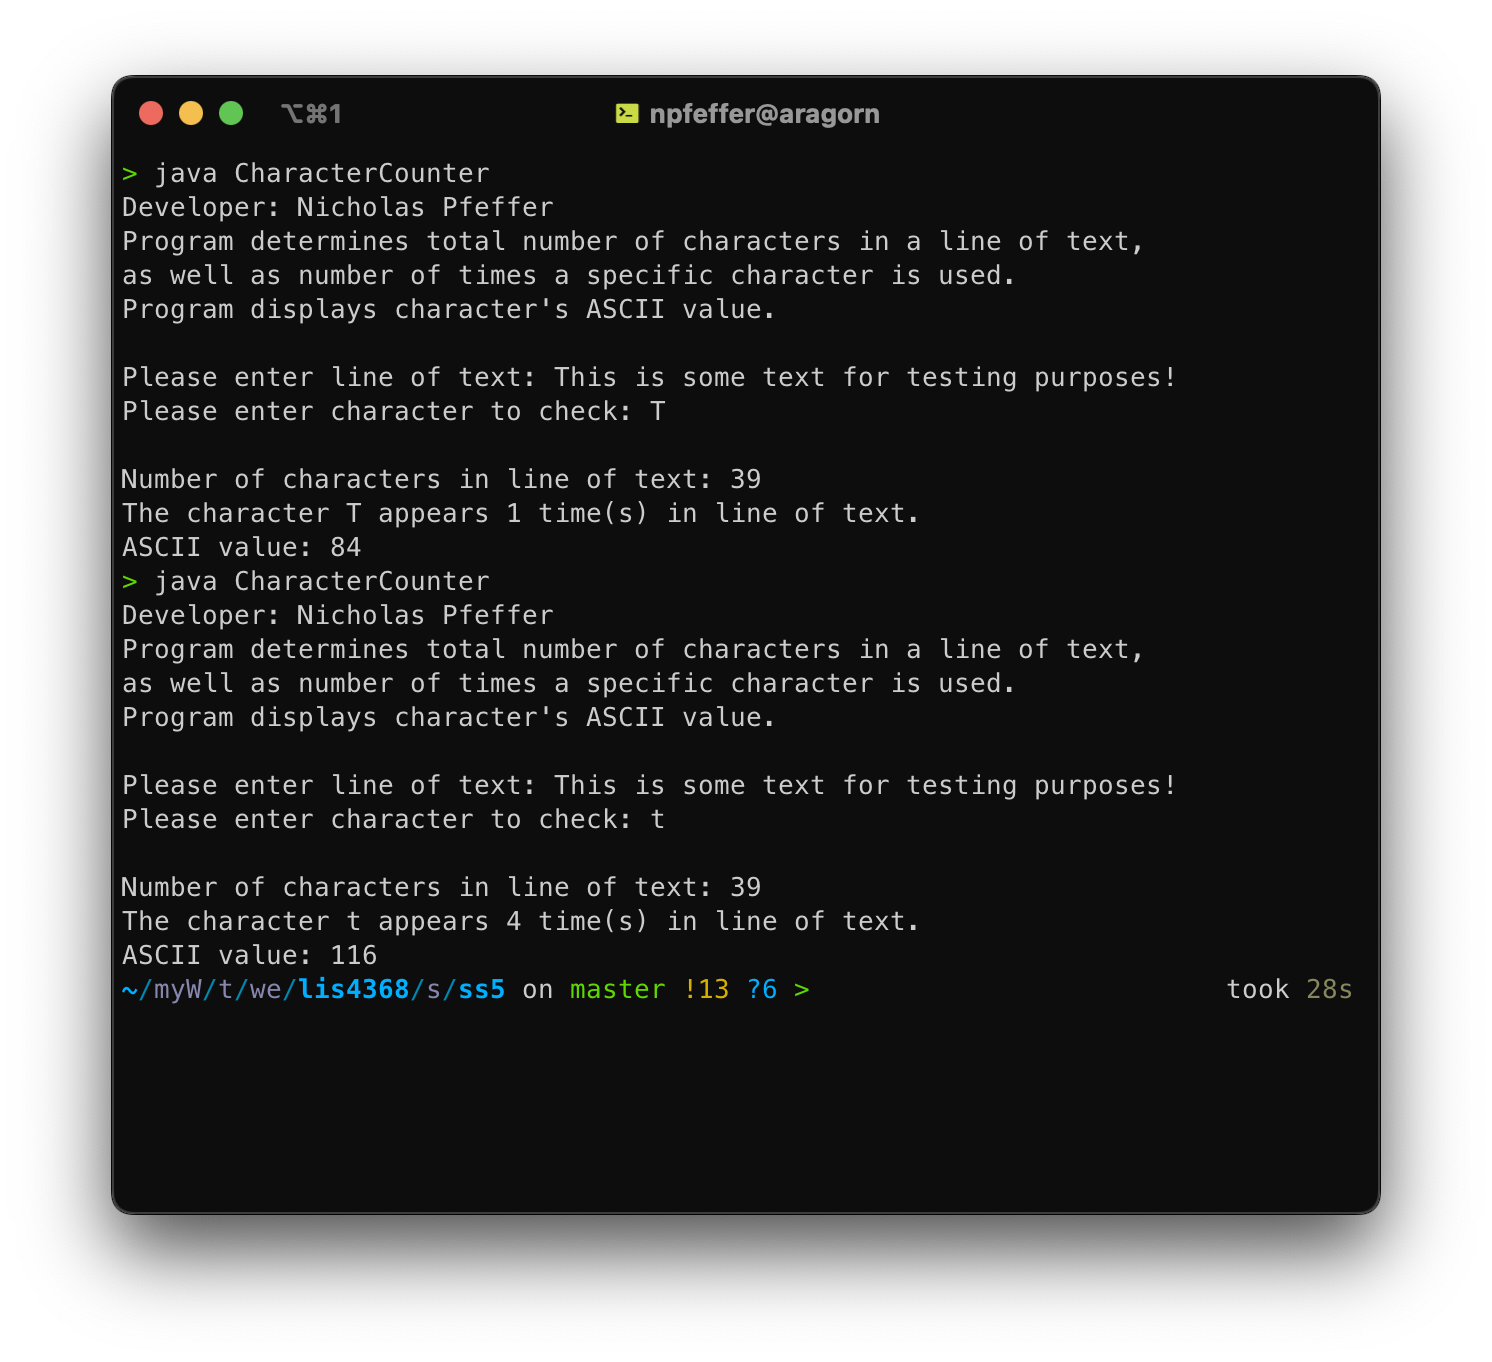 ⌥⌘1 npfeffer@aragorn
> java CharacterCounter
Developer: Nicholas Pfeffer
Program determines total number of characters in a line of text,
as well as number of times a specific character is used.
Program displays character's ASCII value.

Please enter line of text: This is some text for testing purposes!
Please enter character to check: T

Number of characters in line of text: 39
The character T appears 1 time(s) in line of text.
ASCII value: 84
> java CharacterCounter
Developer: Nicholas Pfeffer
Program determines total number of characters in a line of text,
as well as number of times a specific character is used.
Program displays character's ASCII value.

Please enter line of text: This is some text for testing purposes!
Please enter character to check: t

Number of characters in line of text: 39
The character t appears 4 time(s) in line of text.
ASCII value: 116
~/myW/t/we/lis4368/s/ss5 on master !13 ?6 > took 28s